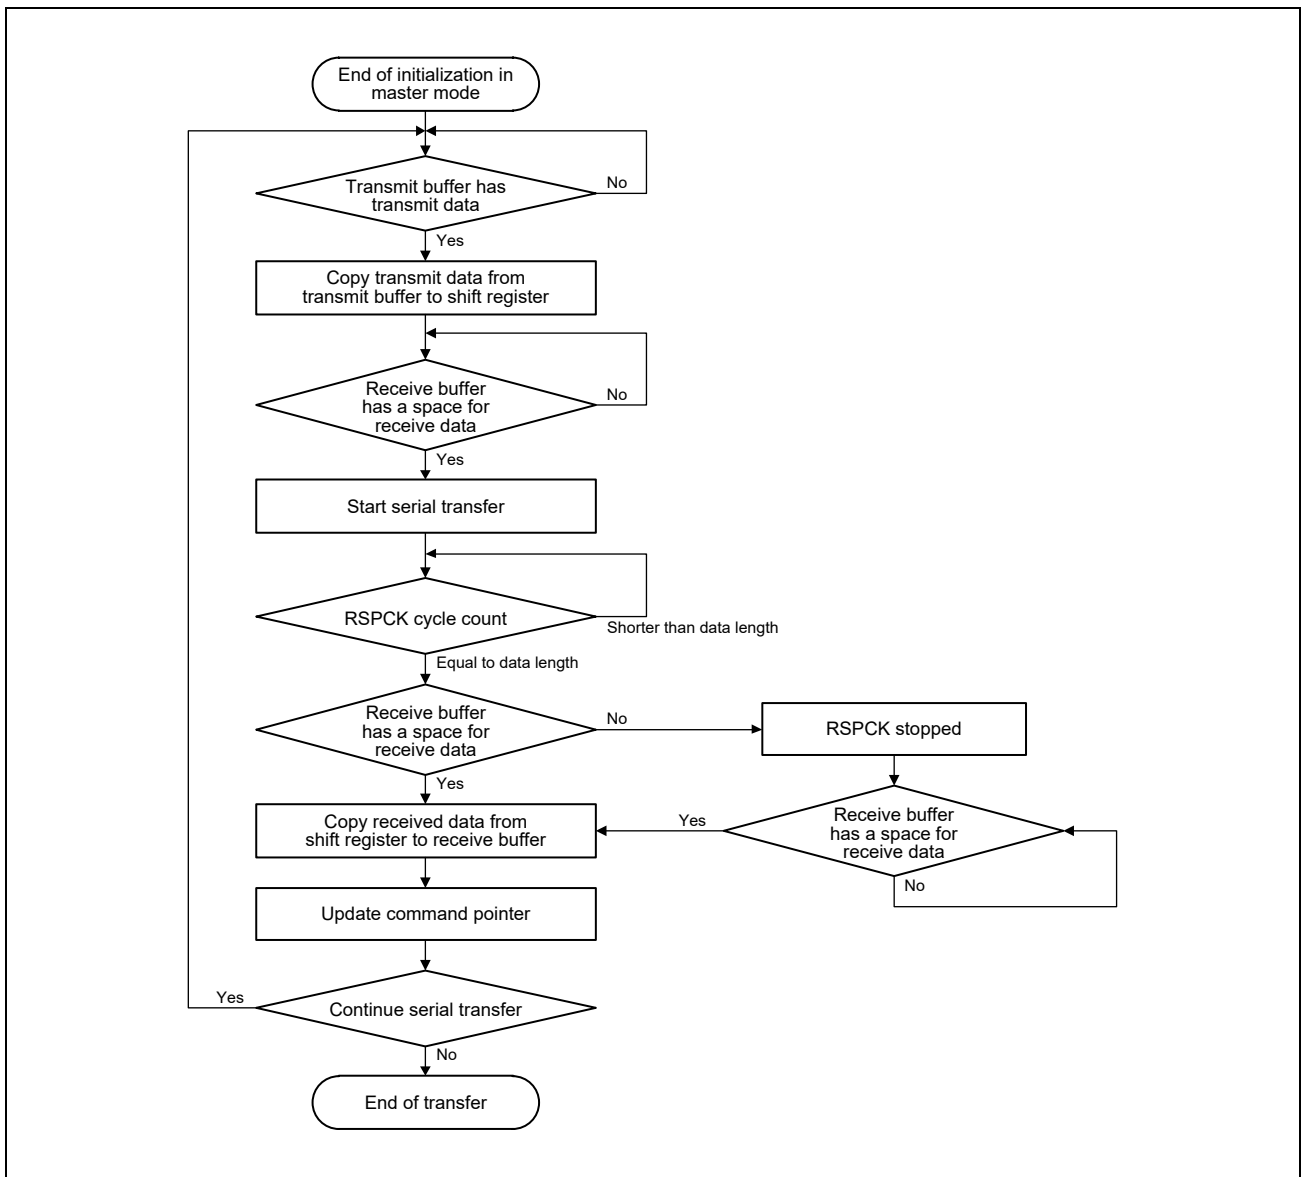 End of initialization in
master mode
Transmit buffer has
transmit data
No
Yes
Copy transmit data from
transmit buffer to shift register
Receive buffer
has a space for
receive data
No
Yes
Start serial transfer
RSPCK cycle count
Shorter than data length
Equal to data length
Receive buffer
has a space for
receive data
No
RSPCK stopped
Yes
Copy received data from
shift register to receive buffer
Yes
Receive buffer
has a space for
receive data
No
Update command pointer
Yes
Continue serial transfer
No
End of transfer